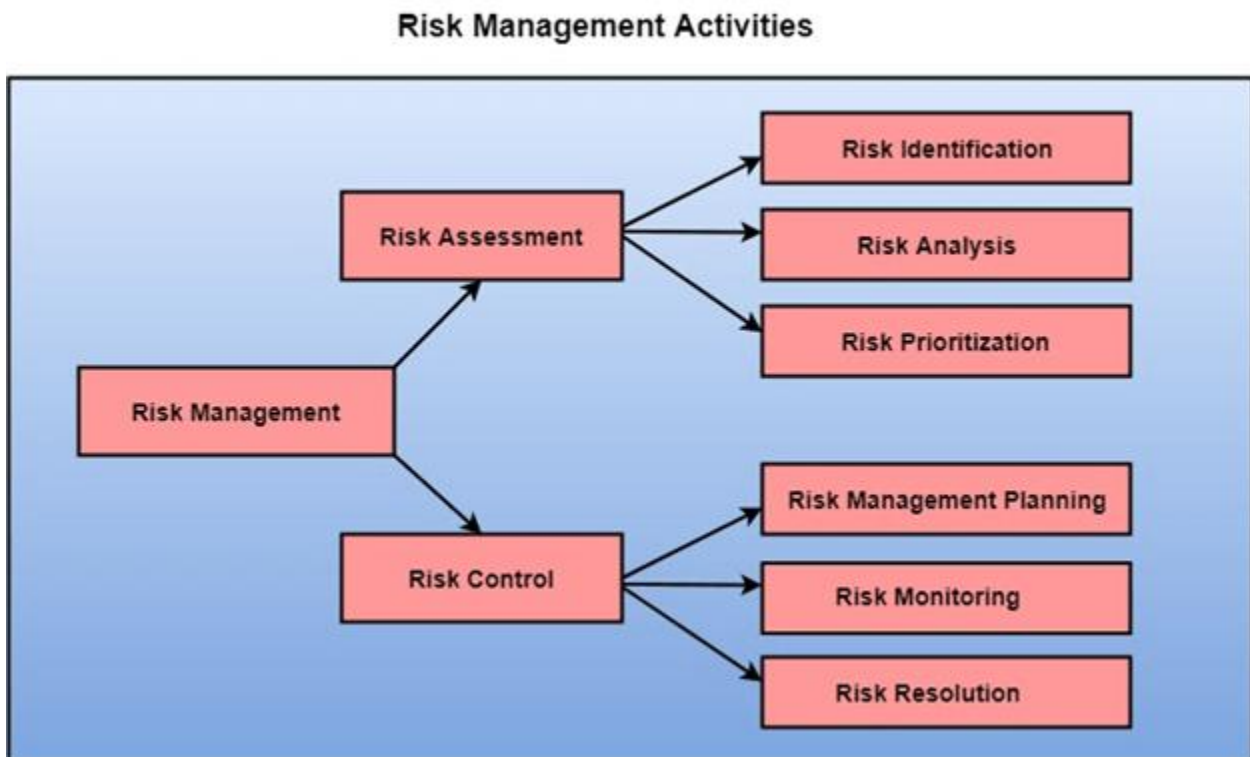 Risk Management Activities
Risk Identification
Risk Assessment
Risk Analysis
Risk Prioritization
Risk Management
Risk Management Planning
Risk Control
Risk Monitoring
Risk Resolution